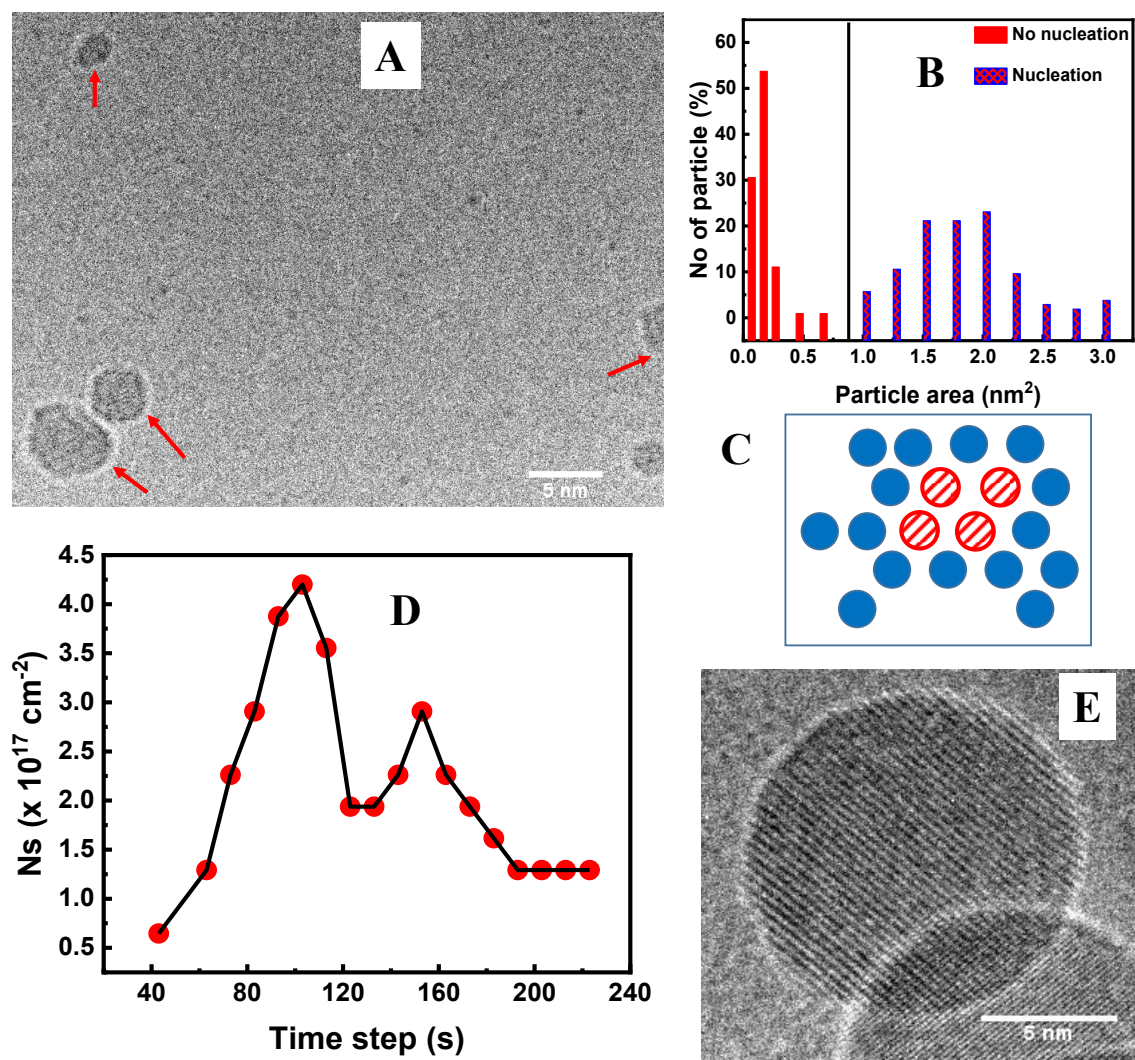 A
5 nm
B
No nucleation
Nucleation
No of particle (%)
60
50
40
30
20
10
0
0.0 0.5 1.0 1.5 2.0 2.5 3.0
Particle area (nm²)
C
D
Ns (x 10¹⁷ cm⁻²)
4.5
4.0
3.5
3.0
2.5
2.0
1.5
1.0
0.5
40 80 120 160 200 240
Time step (s)
E
5 nm